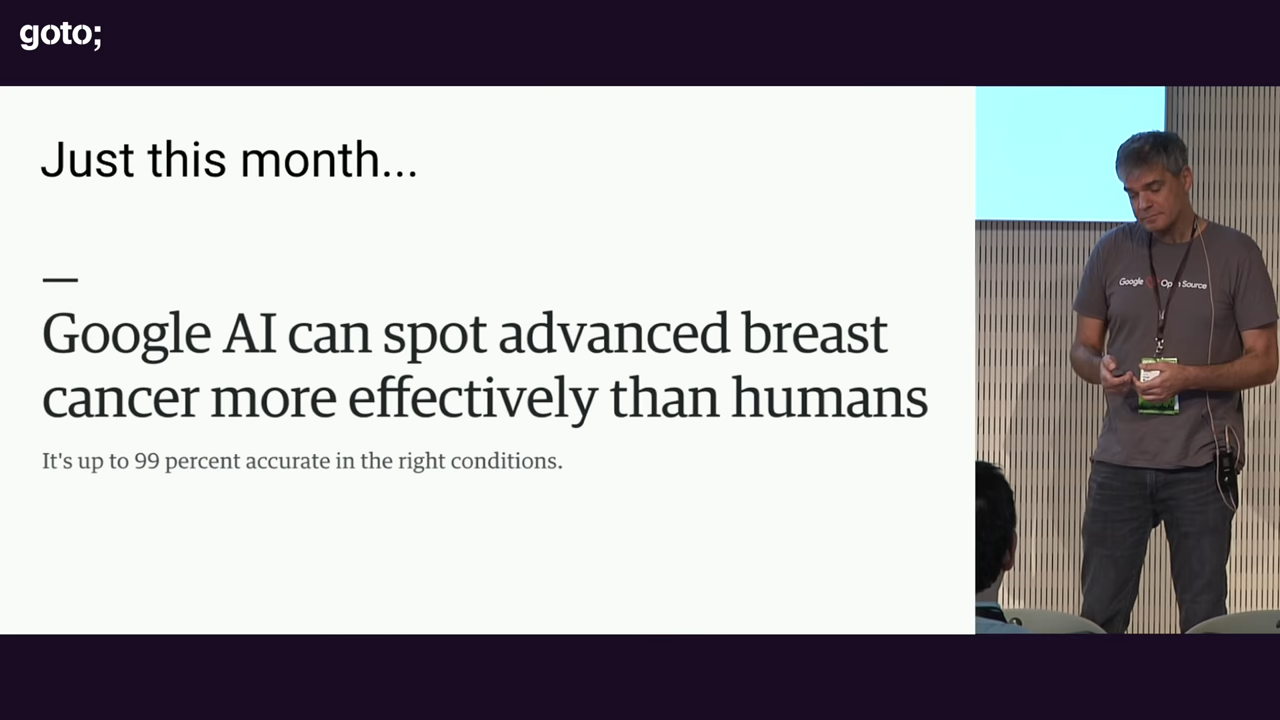 goto;
Just this month...
Google AI can spot advanced breast
cancer more effectively than humans
It's up to 99 percent accurate in the right conditions.
Google Open Source